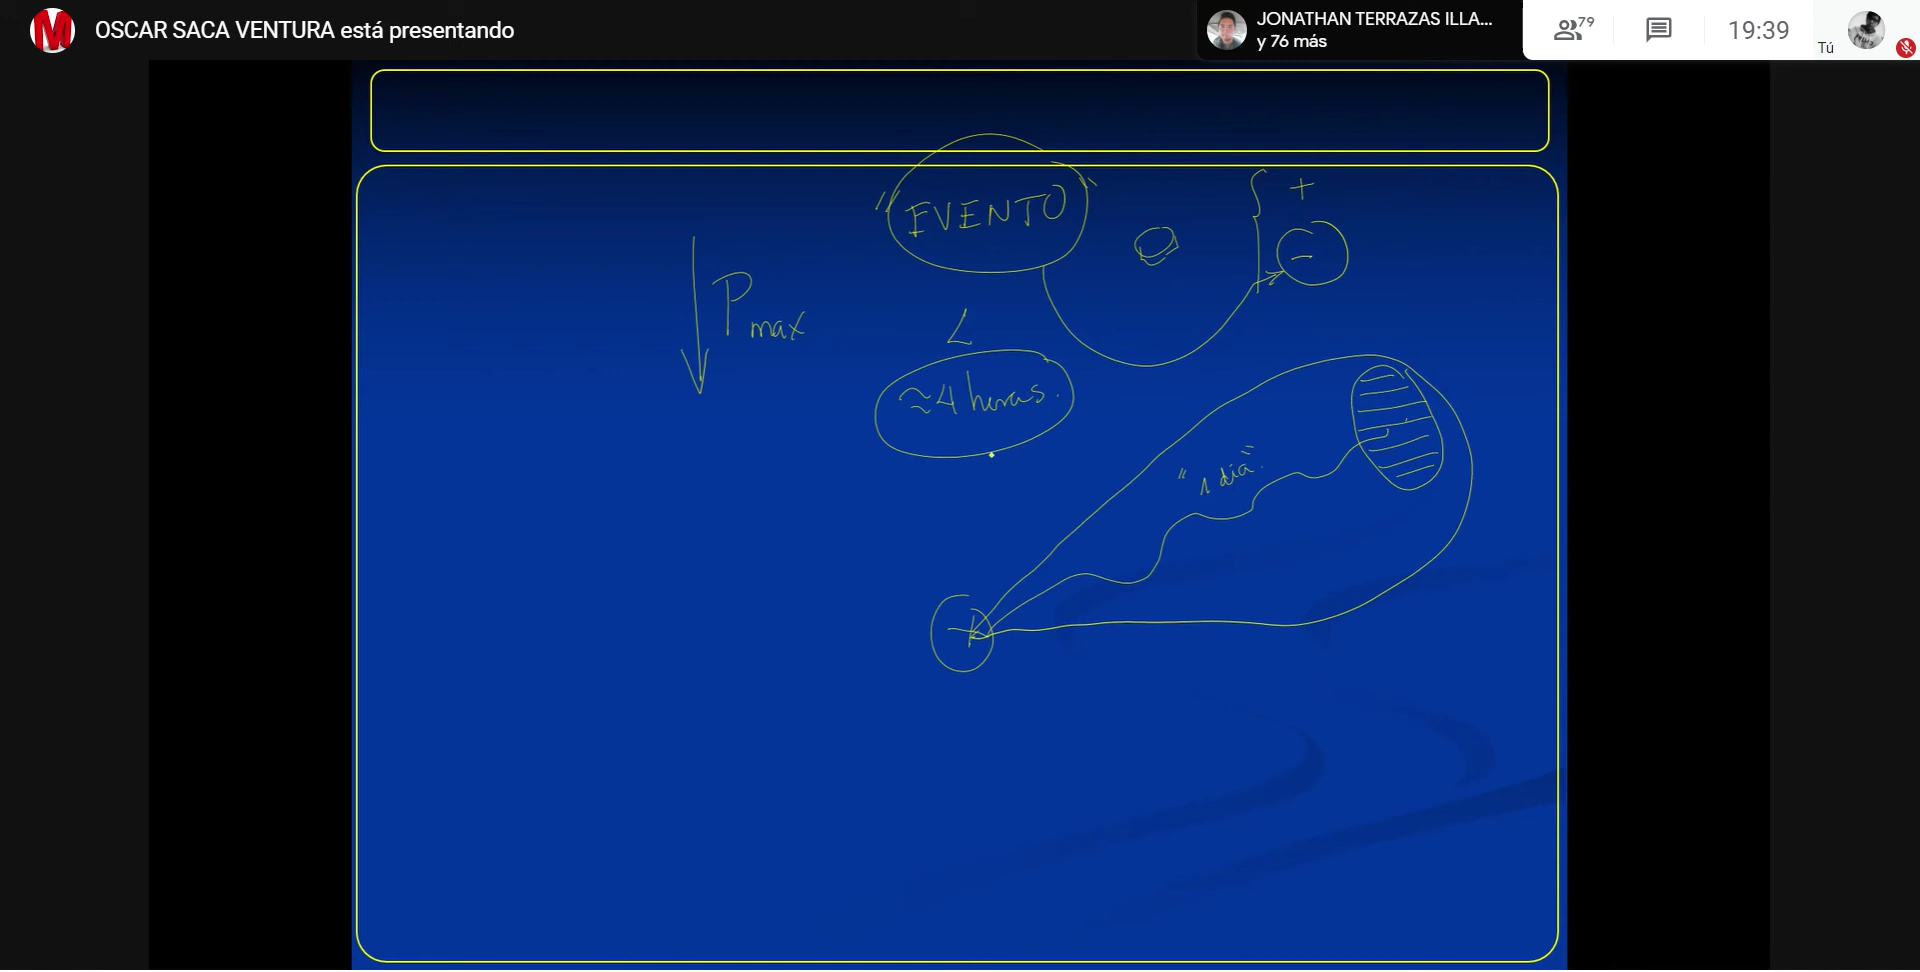 OSCAR SACA VENTURA está presentando
JONATHAN TERRAZAS ILLA...
y 76 más
79
19:39
Tú
"EVENTO"
+
-
Pmax
≈4 horas.
"1 día".